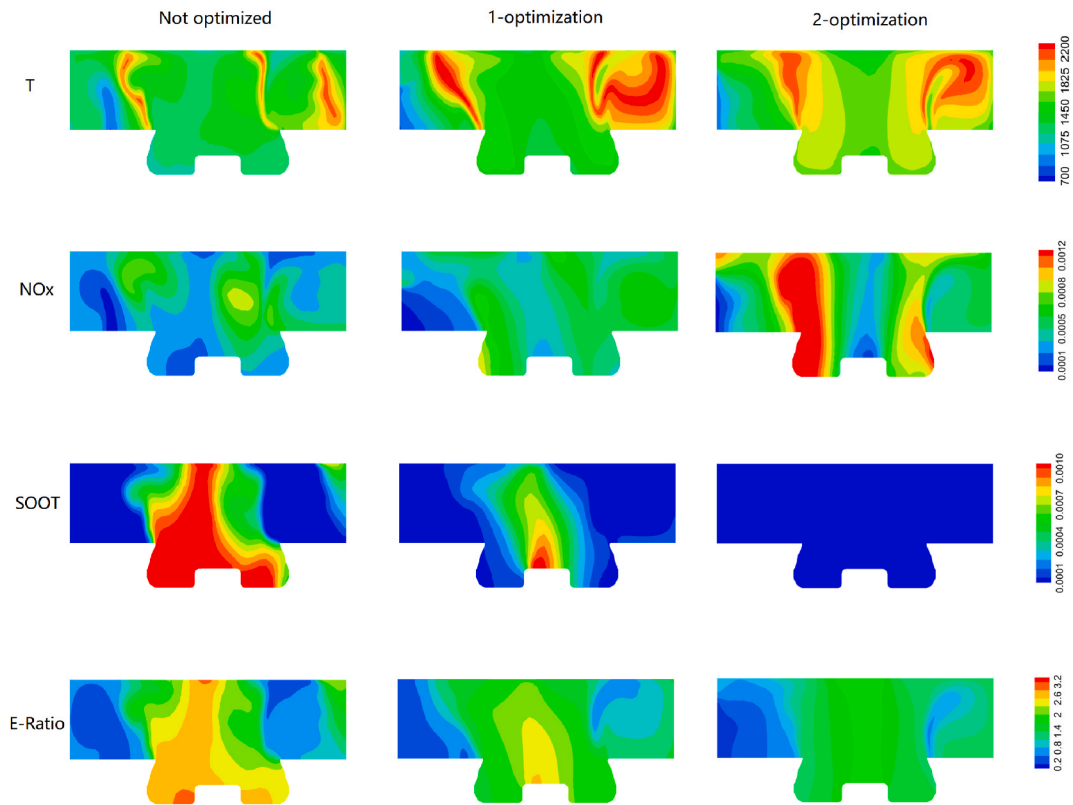 Not optimized 1-optimization 2-optimization
T
700 1075 1450 1825 2200
NOx
0.0001 0.0005 0.0008 0.0012
SOOT
0.0001 0.0004 0.0007 0.0010
E-Ratio
0.2 0.8 1.4 2 2.6 3.2